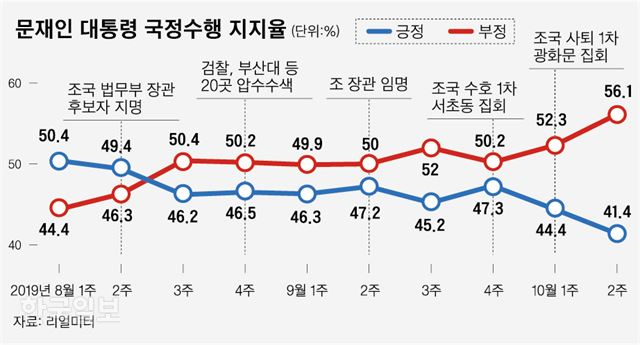 문재인 대통령 국정수행 지지율 (단위:%)
긍정 부정
조국 사퇴 1차
광화문 집회
검찰, 부산대 등
20곳 압수수색
조국 법무부 장관
후보자 지명
조 장관 임명
조국 수호 1차
서초동 집회
60
50
40
50.4 49.4 50.4 50.2 49.9 50 52 50.2 52.3 56.1
44.4 46.3 46.2 46.5 46.3 47.2 45.2 47.3 44.4 41.4
2019년 8월 1주 2주 3주 4주 9월 1주 2주 3주 4주 10월 1주 2주
한국일보
자료: 리얼미터